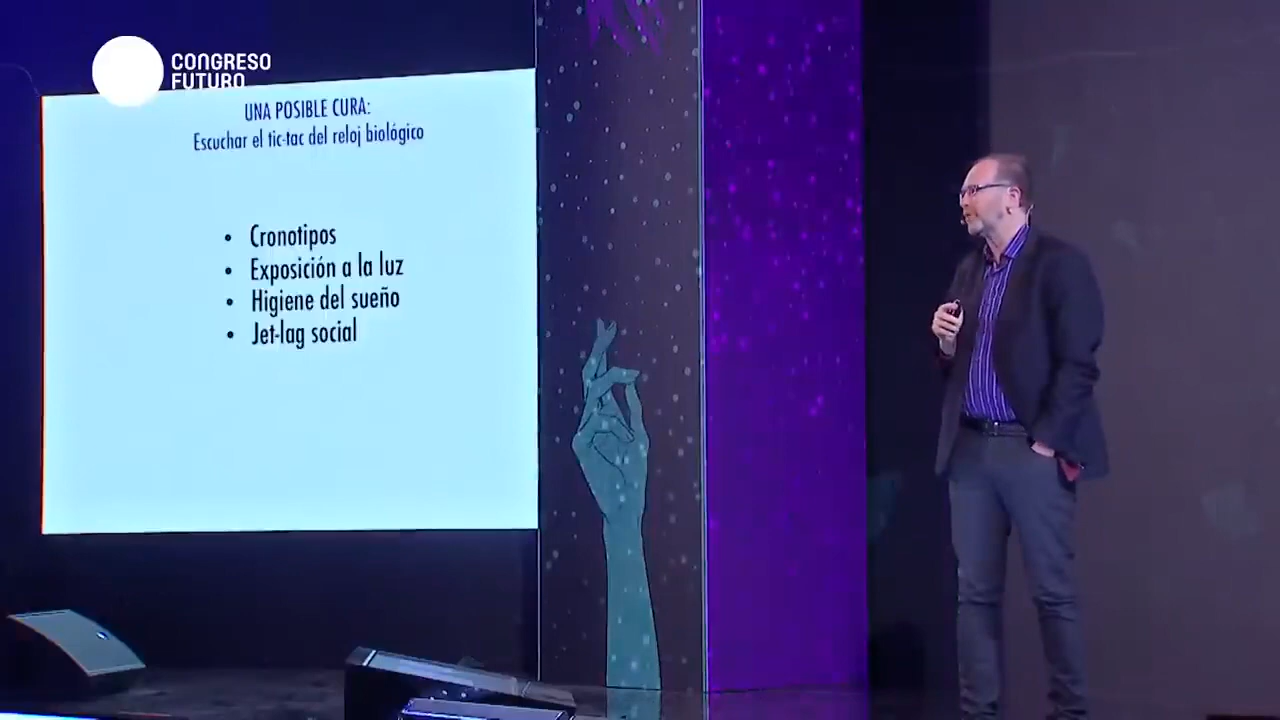 CONGRESO
FUTURO
UNA POSIBLE CURA:
Escuchar el tic-tac del reloj biológico
• Cronotipos
• Exposición a la luz
• Higiene del sueño
• Jet-lag social